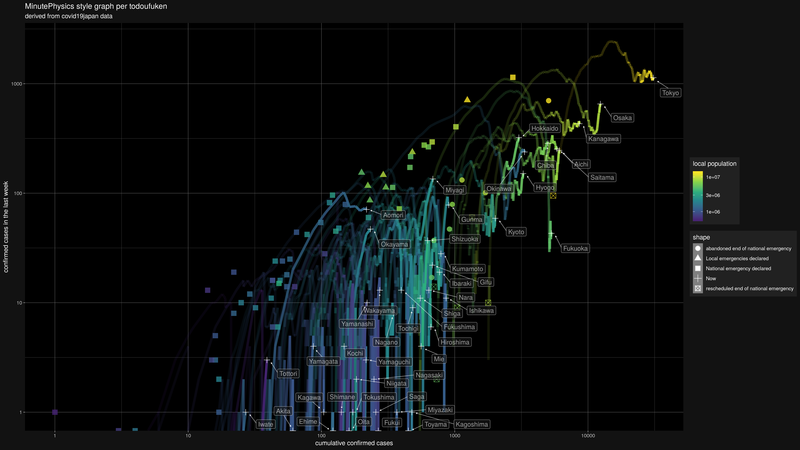 MinutePhysics style graph per todoufuken
derived from covid19japan data
confirmed cases in the last week
1000
100
10
1
Tokyo
Osaka
Kanagawa
Hokkaido
Chiba
Aichi
Saitama
Okinawa
Hyogo
Miyagi
Aomori
Gunma
Kyoto
Okayama
Shizuoka
Fukuoka
Kumamoto
Ibaraki
Gifu
Nara
Wakayama
Shiga
Ishikawa
Yamanashi
Tochigi
Fukushima
Nagano
Hiroshima
Kochi
Yamagata
Yamaguchi
Mie
Tottori
Nagasaki
Niigata
Kagawa
Shimane
Tokushima
Saga
Akita
Miyazaki
Iwate
Ehime
Oita
Fukui
Toyama
Kagoshima
1
10
100
1000
10000
cumulative confirmed cases
local population
1e+07
3e+06
1e+06
shape
abandoned end of national emergency
Local emergencies declared
National emergency declared
Now
rescheduled end of national emergency